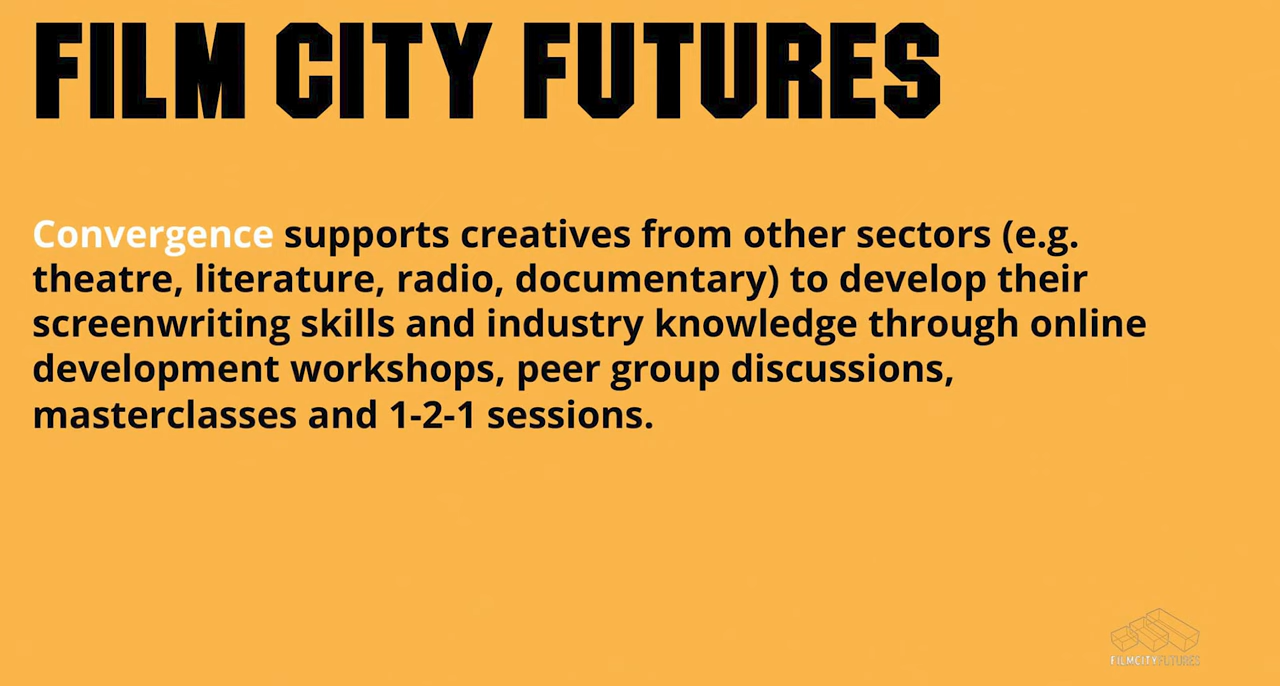 FILM CITY FUTURES
Convergence supports creatives from other sectors (e.g.
theatre, literature, radio, documentary) to develop their
screenwriting skills and industry knowledge through online
development workshops, peer group discussions,
masterclasses and 1-2-1 sessions.
FILMCITYFUTURES